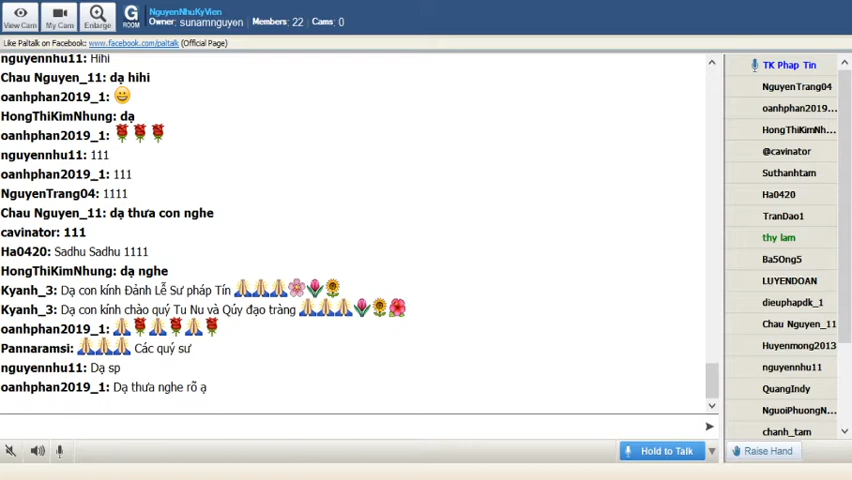 View Cam
My Cam
Enlarge
G
ROOM
NguyenNhuKyVien
Owner: sunamnguyen Members: 22 Cams: 0
Like Paltalk on Facebook: www.facebook.com/paltalk (Official Page)
nguyennhu11: Hihi
Chau Nguyen_11: dạ hihi
oanhphan2019_1:
HongThiKimNhung: dạ
oanhphan2019_1:
nguyennhu11: 111
oanhphan2019_1: 111
NguyenTrang04: 1111
Chau Nguyen_11: dạ thưa con nghe
cavinator: 111
Ha0420: Sadhu Sadhu 1111
HongThiKimNhung: dạ nghe
Kyanh_3: Dạ con kính Đảnh Lễ Sư pháp Tín
Kyanh_3: Dạ con kính chào quý Tu Nu và Qúy đạo tràng
oanhphan2019_1:
Pannaramsi: Các quý sư
nguyennhu11: Dạ sp
oanhphan2019_1: Dạ thưa nghe rõ ạ
Hold to Talk
TK Phap Tin
NguyenTrang04
oanhphan2019...
HongThiKimNh...
@cavinator
Suthanhtam
Ha0420
TranDao1
thy lam
Ba5Ong5
LUYENDOAN
dieuphapdk_1
Chau Nguyen_11
Huyenmong2013
nguyennhu11
QuangIndy
NguoiPhuongN...
chanh_tam
Raise Hand